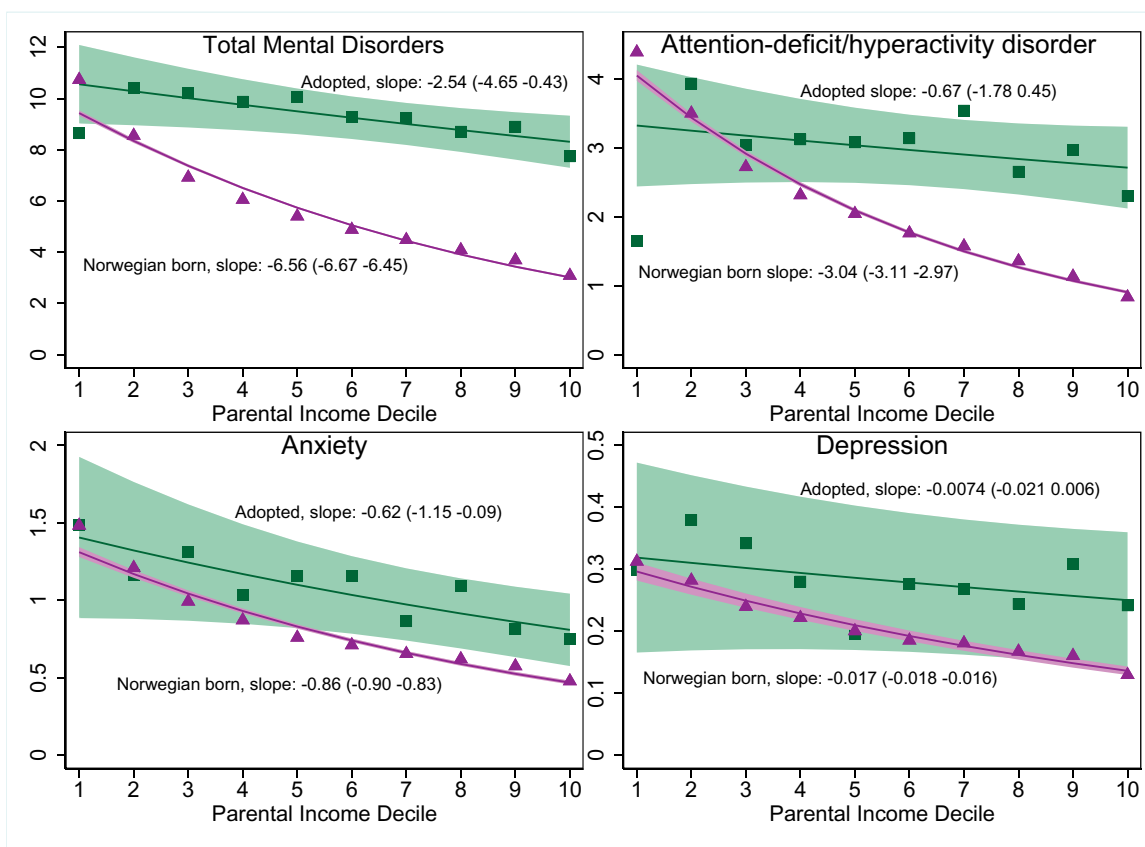 Total Mental Disorders
Adopted, slope: -2.54 (-4.65 -0.43)
Norwegian born, slope: -6.56 (-6.67 -6.45)
0
2
4
6
8
10
12
1 2 3 4 5 6 7 8 9 10
Parental Income Decile
Attention-deficit/hyperactivity disorder
Adopted slope: -0.67 (-1.78 0.45)
Norwegian born slope: -3.04 (-3.11 -2.97)
0
1
2
3
4
1 2 3 4 5 6 7 8 9 10
Parental Income Decile
Anxiety
Adopted, slope: -0.62 (-1.15 -0.09)
Norwegian born, slope: -0.86 (-0.90 -0.83)
0
0.5
1
1.5
2
1 2 3 4 5 6 7 8 9 10
Parental Income Decile
Depression
Adopted, slope: -0.0074 (-0.021 0.006)
Norwegian born, slope: -0.017 (-0.018 -0.016)
0
0.1
0.2
0.3
0.4
0.5
1 2 3 4 5 6 7 8 9 10
Parental Income Decile